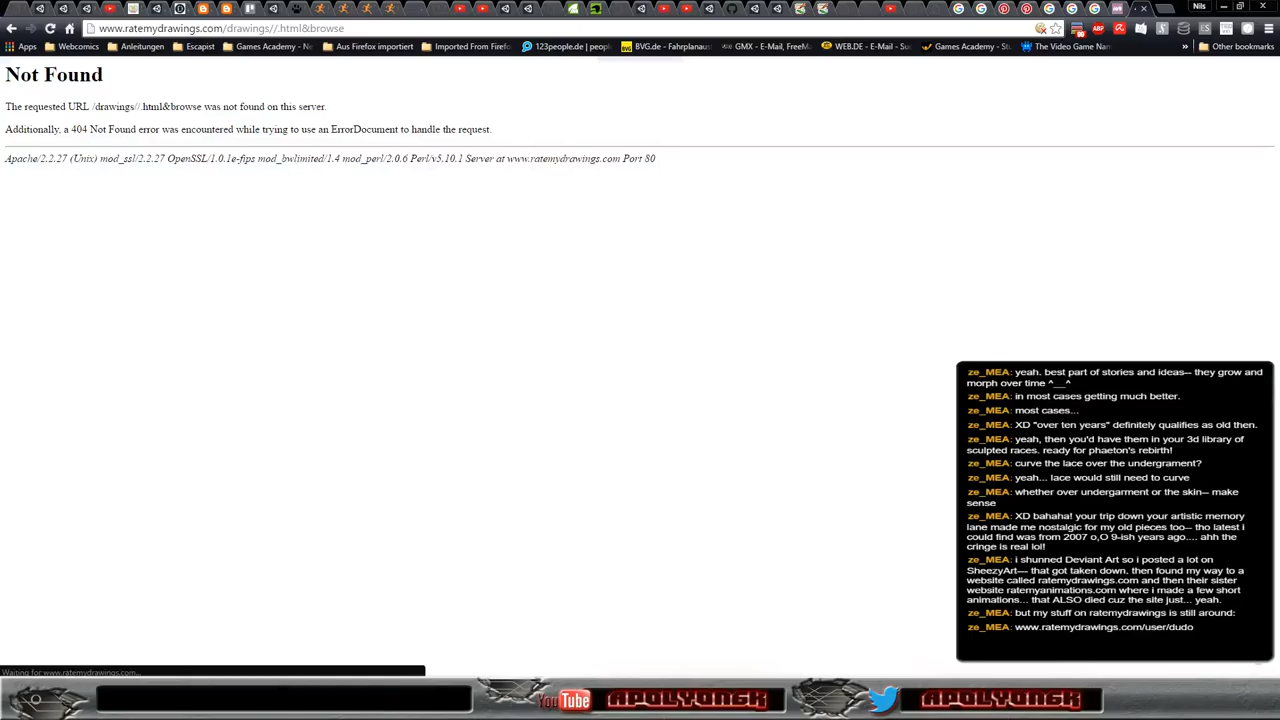 Nils
www.ratemydrawings.com/drawings//.html&browse
Apps
Webcomics
Anleitungen
Escapist
Games Academy -
Aus Firefox importiert
Imported From Firefo
123people.de | peopl
BVG.de - Fahrplanaus
GMX - E-Mail, FreeMa
WEB.DE - E-Mail - Suc
Games Academy - St
The Video Game Nam
»
Other bookmarks
Not Found
The requested URL /drawings//.html&browse was not found on this server.
Additionally, a 404 Not Found error was encountered while trying to use an ErrorDocument to handle the request.
Apache/2.2.27 (Unix) mod_ssl/2.2.27 OpenSSL/1.0.1e-fips mod_bwlimited/1.4 mod_perl/2.0.6 Perl/v5.10.1 Server at www.ratemydrawings.com Port 80
ze_MEA: yeah. best part of stories and ideas-- they grow and
morph over time ^__^
ze_MEA: in most cases getting much better.
ze_MEA: most cases...
ze_MEA: XD "over ten years" definitely qualifies as old then.
ze_MEA: yeah, then you'd have them in your 3d library of
sculpted races. ready for phaeton's rebirth!
ze_MEA: curve the lace over the undergrament?
ze_MEA: yeah... lace would still need to curve
ze_MEA: whether over undergarment or the skin-- make
sense
ze_MEA: XD bahaha! your trip down your artistic memory
lane made me nostalgic for my old pieces too-- tho latest i
could find was from 2007 o,O 9-ish years ago.... ahh the
cringe is real lol!
ze_MEA: i shunned Deviant Art so i posted a lot on
SheezyArt--- that got taken down. then found my way to a
website called ratemydrawings.com and then their sister
website ratemyanimations.com where i made a few short
animations... that ALSO died cuz the site just... yeah.
ze_MEA: but my stuff on ratemydrawings is still around:
ze_MEA: www.ratemydrawings.com/user/dudo
Waiting for www.ratemydrawings.com...
YouTube
APOLYONGK
APOLYONGK